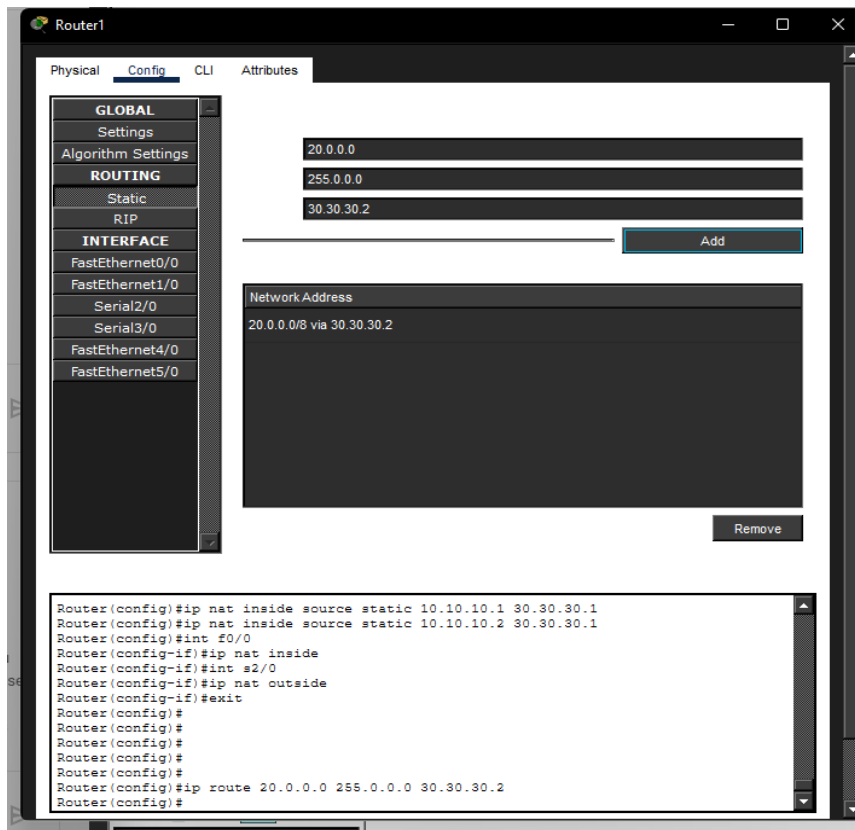 Router1
Physical Config CLI Attributes
GLOBAL
Settings
Algorithm Settings
ROUTING
Static
RIP
INTERFACE
FastEthernet0/0
FastEthernet1/0
Serial2/0
Serial3/0
FastEthernet4/0
FastEthernet5/0
20.0.0.0
255.0.0.0
30.30.30.2
Add
Network Address
20.0.0.0/8 via 30.30.30.2
Remove
Router(config)#ip nat inside source static 10.10.10.1 30.30.30.1
Router(config)#ip nat inside source static 10.10.10.2 30.30.30.1
Router(config)#int f0/0
Router(config-if)#ip nat inside
Router(config-if)#int s2/0
Router(config-if)#ip nat outside
Router(config-if)#exit
Router(config)#
Router(config)#
Router(config)#
Router(config)#
Router(config)#
Router(config)#ip route 20.0.0.0 255.0.0.0 30.30.30.2
Router(config)#